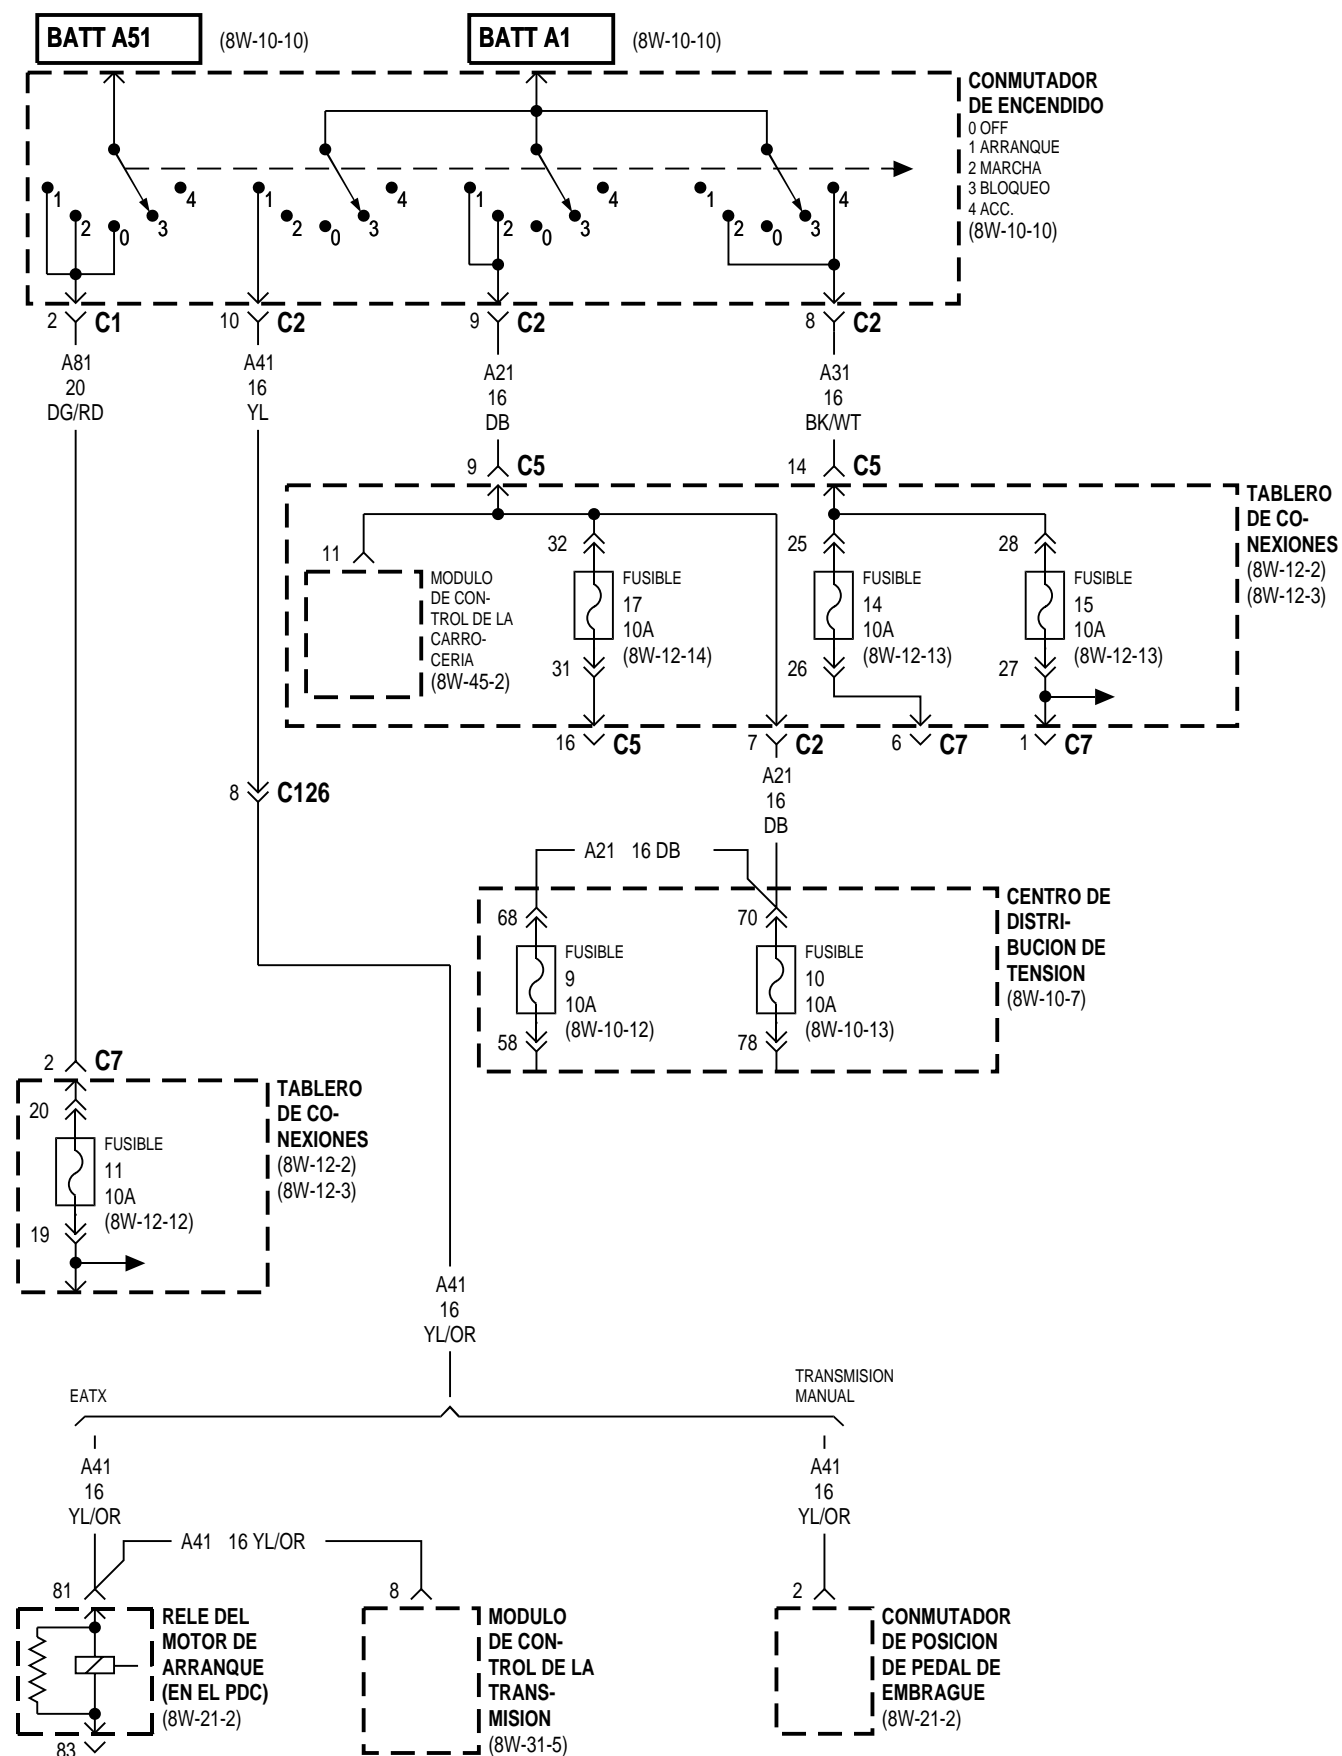 BATT A51
(8W-10-10)
BATT A1
(8W-10-10)
CONMUTADOR
DE ENCENDIDO
0 OFF
1 ARRANQUE
2 MARCHA
3 BLOQUEO
4 ACC.
(8W-10-10)
1
2
0
3
4
1
2
0
3
4
1
2
0
3
4
1
2
0
3
4
2
C1
10
C2
9
C2
8
C2
A81
20
DG/RD
A41
16
YL
A21
16
DB
A31
16
BK/WT
9
C5
14
C5
TABLERO
DE CO-
NEXIONES
(8W-12-2)
(8W-12-3)
11
MODULO
DE CON-
TROL DE LA
CARRO-
CERIA
(8W-45-2)
32
FUSIBLE
17
10A
(8W-12-14)
31
25
FUSIBLE
14
10A
(8W-12-13)
26
28
FUSIBLE
15
10A
(8W-12-13)
27
16
C5
7
C2
6
C7
1
C7
8
C126
A21
16
DB
A21 16 DB
CENTRO DE
DISTRI-
BUCION DE
TENSION
(8W-10-7)
68
FUSIBLE
9
10A
(8W-10-12)
58
70
FUSIBLE
10
10A
(8W-10-13)
78
2
C7
TABLERO
DE CO-
NEXIONES
(8W-12-2)
(8W-12-3)
20
FUSIBLE
11
10A
(8W-12-12)
19
A41
16
YL/OR
EATX
TRANSMISION
MANUAL
A41
16
YL/OR
A41 16 YL/OR
A41
16
YL/OR
81
RELE DEL
MOTOR DE
ARRANQUE
(EN EL PDC)
(8W-21-2)
83
8
MODULO
DE CON-
TROL DE LA
TRANS-
MISION
(8W-31-5)
2
CONMUTADOR
DE POSICION
DE PEDAL DE
EMBRAGUE
(8W-21-2)